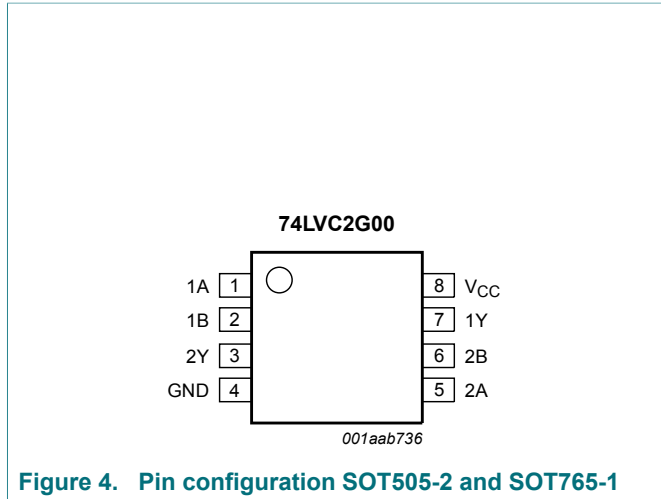 74LVC2G00
1A 1 8 VCC
1B 2 7 1Y
2Y 3 6 2B
GND 4 5 2A
001aab736
Figure 4. Pin configuration SOT505-2 and SOT765-1